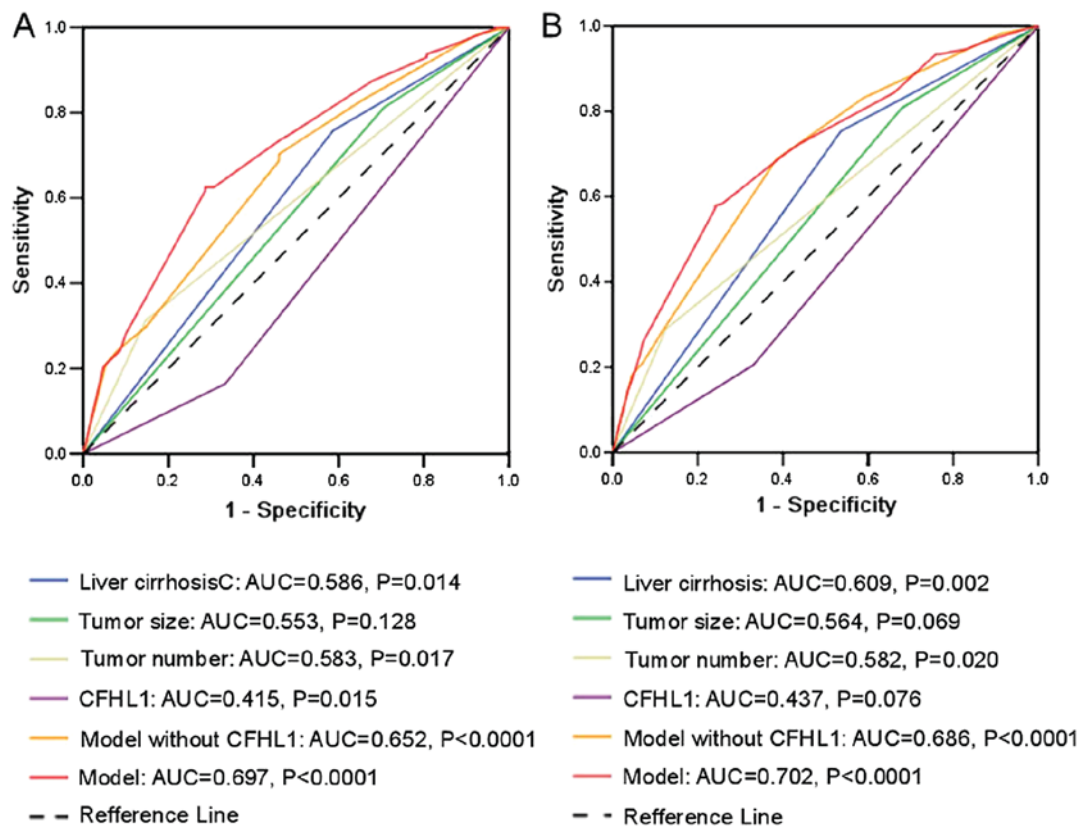 A
1.0
0.8
0.6
0.4
0.2
0.0
Sensitivity
0.0 0.2 0.4 0.6 0.8 1.0
1 - Specificity
Liver cirrhosisC: AUC=0.586, P=0.014
Tumor size: AUC=0.553, P=0.128
Tumor number: AUC=0.583, P=0.017
CFHL1: AUC=0.415, P=0.015
Model without CFHL1: AUC=0.652, P<0.0001
Model: AUC=0.697, P<0.0001
Refference Line
B
1.0
0.8
0.6
0.4
0.2
0.0
Sensitivity
0.0 0.2 0.4 0.6 0.8 1.0
1 - Specificity
Liver cirrhosis: AUC=0.609, P=0.002
Tumor size: AUC=0.564, P=0.069
Tumor number: AUC=0.582, P=0.020
CFHL1: AUC=0.437, P=0.076
Model without CFHL1: AUC=0.686, P<0.0001
Model: AUC=0.702, P<0.0001
Refference Line